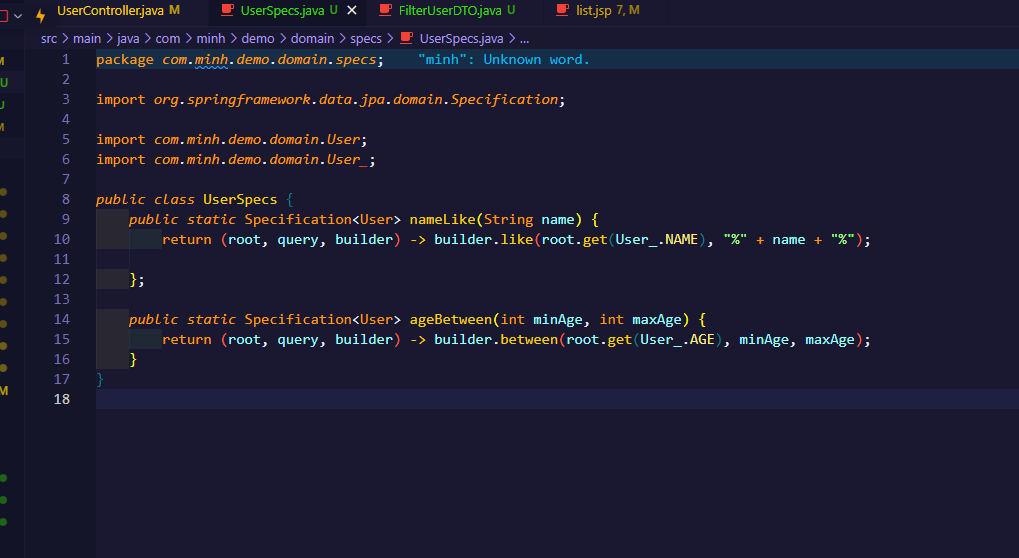 UserController.java M UserSpecs.java U FilterUserDTO.java U list.jsp 7, M
src > main > java > com > minh > demo > domain > specs > UserSpecs.java > ...
M
U
U
M
M
1 package com.minh.demo.domain.specs; "minh": Unknown word.
2
3 import org.springframework.data.jpa.domain.Specification;
4
5 import com.minh.demo.domain.User;
6 import com.minh.demo.domain.User_;
7
8 public class UserSpecs {
9 public static Specification<User> nameLike(String name) {
10 return (root, query, builder) -> builder.like(root.get(User_.NAME), "%" + name + "%");
11
12 };
13
14 public static Specification<User> ageBetween(int minAge, int maxAge) {
15 return (root, query, builder) -> builder.between(root.get(User_.AGE), minAge, maxAge);
16 }
17 }
18